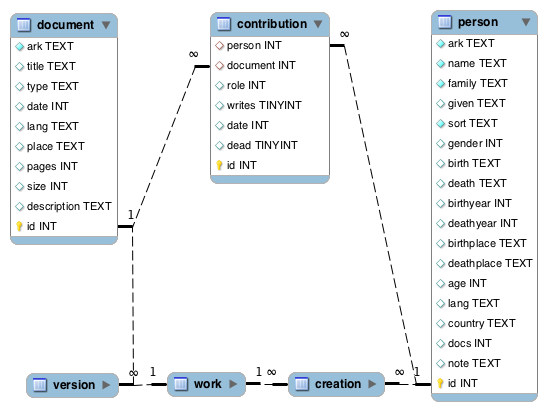 document
ark TEXT
title TEXT
type TEXT
date INT
lang TEXT
place TEXT
pages INT
size INT
description TEXT
id INT
contribution
person INT
document INT
role INT
writes TINYINT
date INT
dead TINYINT
id INT
person
ark TEXT
name TEXT
family TEXT
given TEXT
sort TEXT
gender INT
birth TEXT
death TEXT
birthyear INT
deathyear INT
birthplace TEXT
deathplace TEXT
age INT
lang TEXT
country TEXT
docs INT
note TEXT
id INT
∞
∞
1
∞ 1 1 ∞ ∞ 1
version work creation